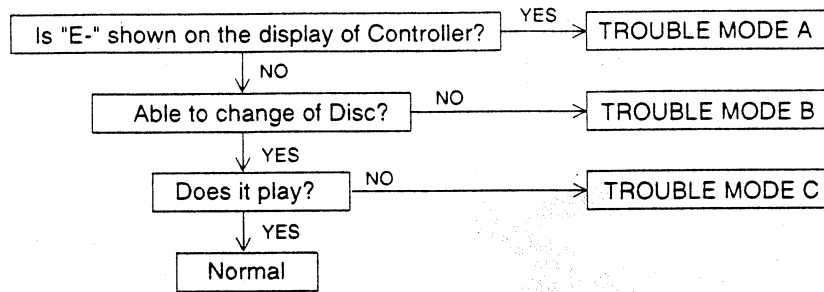 Is "E-" shown on the display of Controller?
YES
TROUBLE MODE A
NO
Able to change of Disc?
NO
TROUBLE MODE B
YES
Does it play?
NO
TROUBLE MODE C
YES
Normal